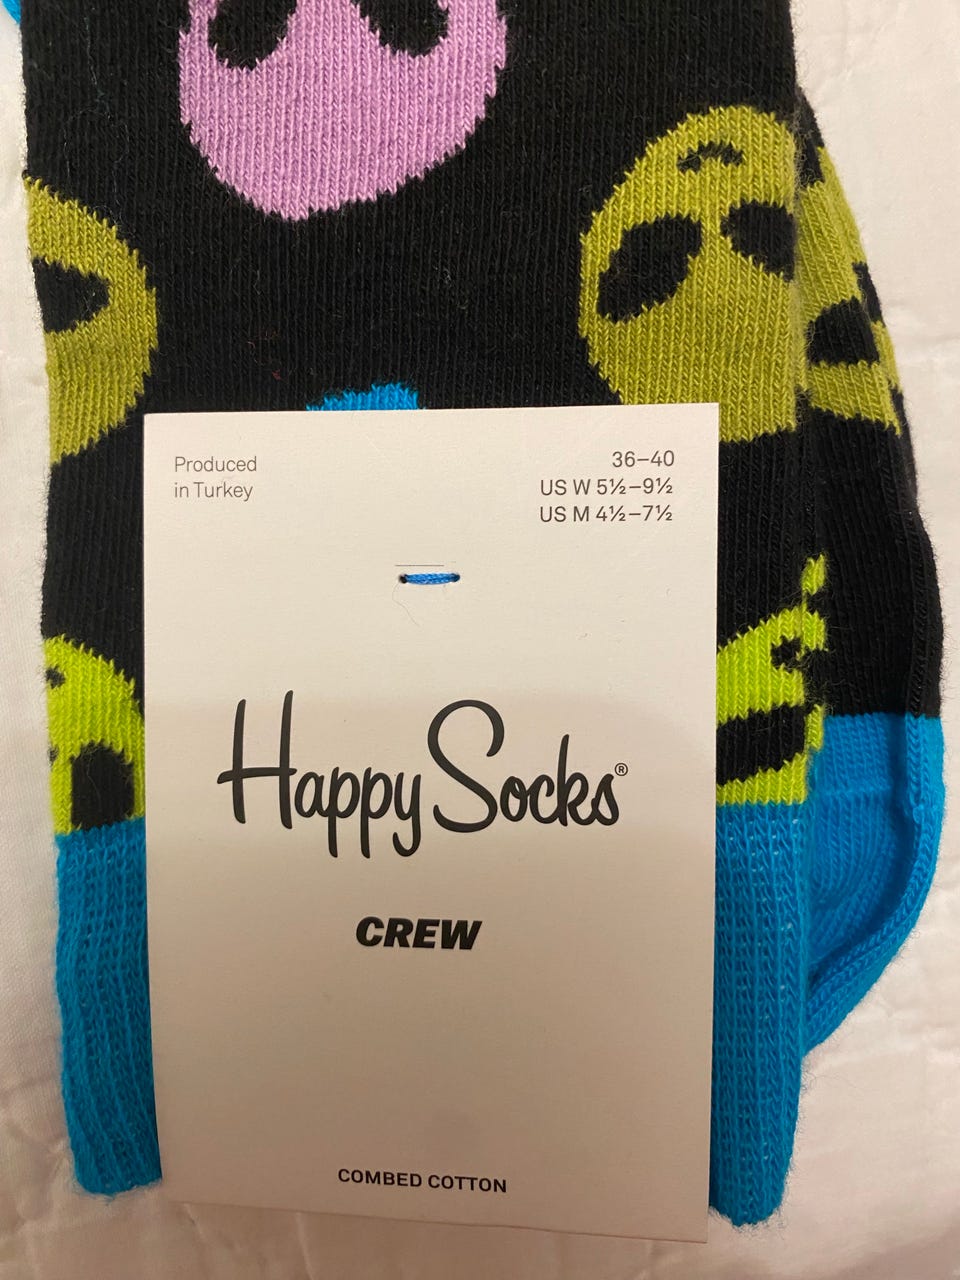 Produced
in Turkey
36–40
US W 5½–9½
US M 4½–7½
Happy Socks®
CREW
COMBED COTTON